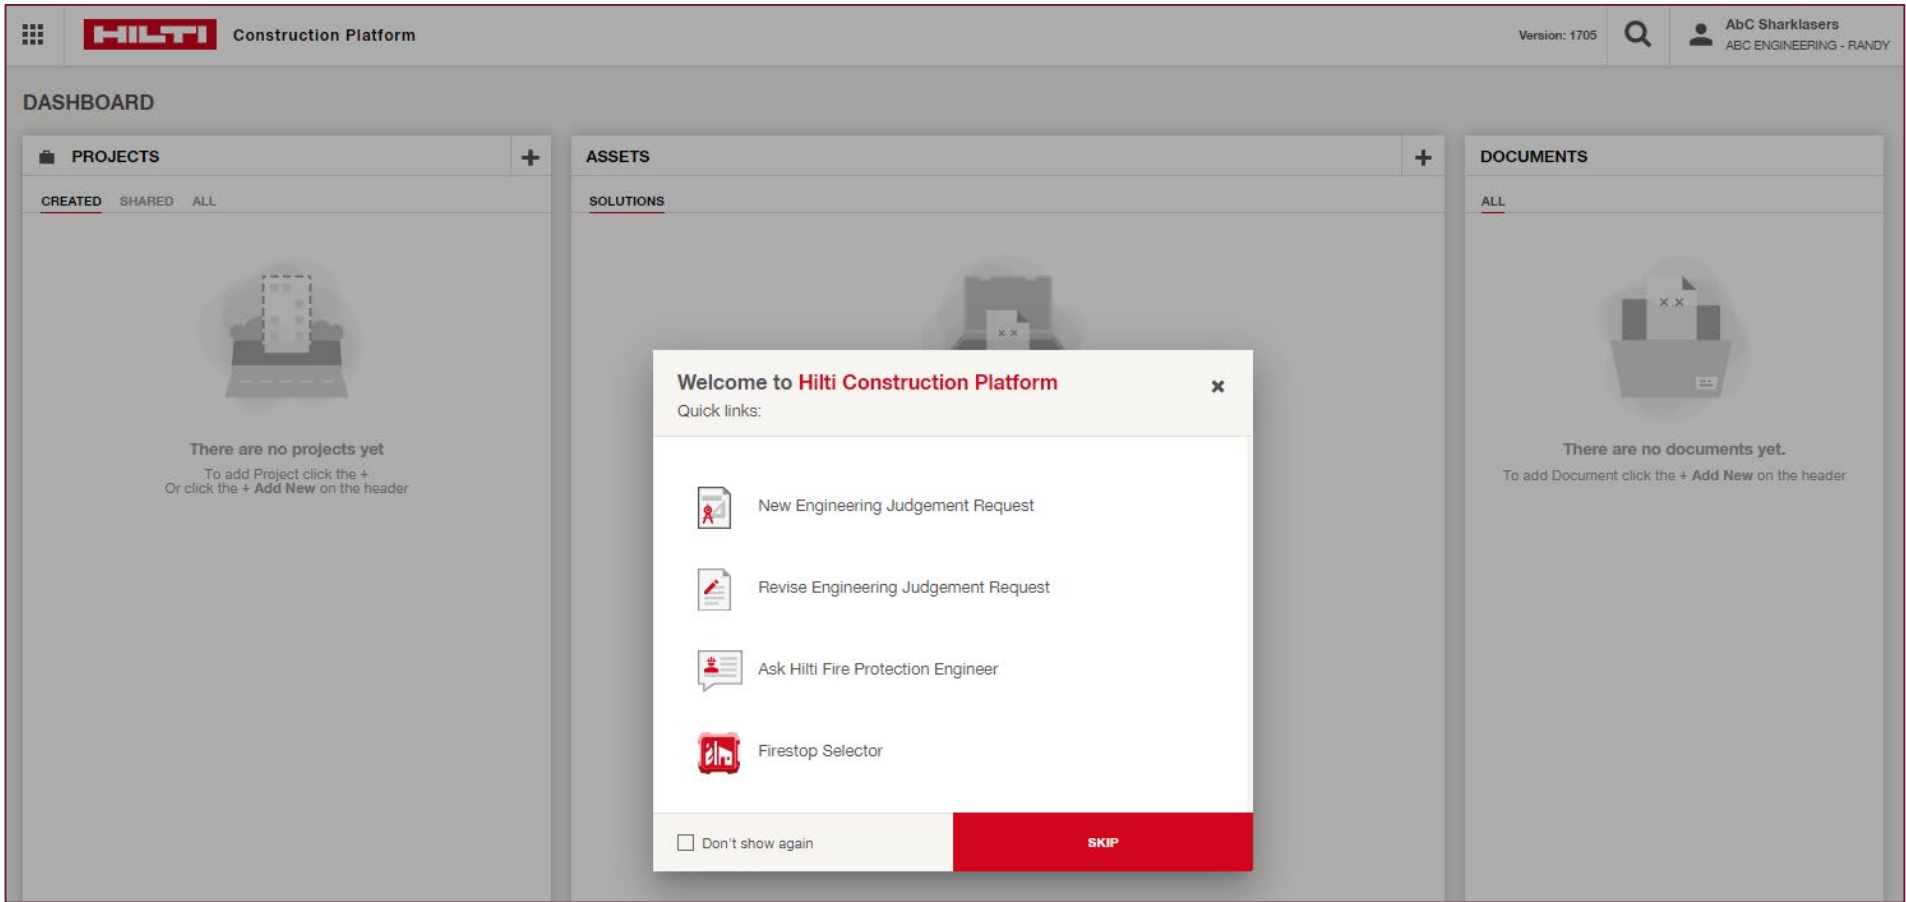 HILTI Construction Platform
Version: 1705
AbC Sharklasers
ABC ENGINEERING - RANDY
DASHBOARD
PROJECTS
CREATED SHARED ALL
There are no projects yet
To add Project click the +
Or click the + Add New on the header
ASSETS
SOLUTIONS
DOCUMENTS
ALL
There are no documents yet.
To add Document click the + Add New on the header
Welcome to Hilti Construction Platform
Quick links:
New Engineering Judgement Request
Revise Engineering Judgement Request
Ask Hilti Fire Protection Engineer
Firestop Selector
Don't show again
SKIP